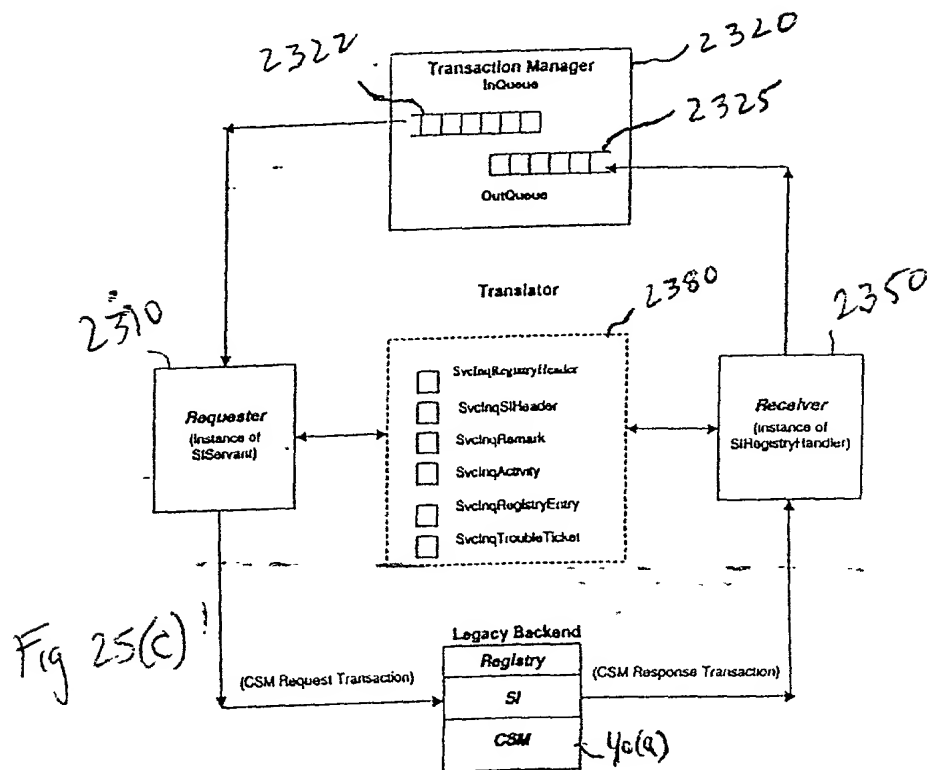 2322
2320
Transaction Manager
InQueue
2325
OutQueue
Translator
2380
2350
2310
SvcInqRegistryHeader
SvcInqSIHeader
SvcInqRemark
SvcInqActivity
SvcInqRegistryEntry
SvcInqTroubleTicket
Requester
(Instance of
SIServant)
Receiver
(Instance of
SIRegistryHandler)
Fig 25(c)
Legacy Backend
Registry
SI
CSM
(CSM Request Transaction)
(CSM Response Transaction)
40(a)